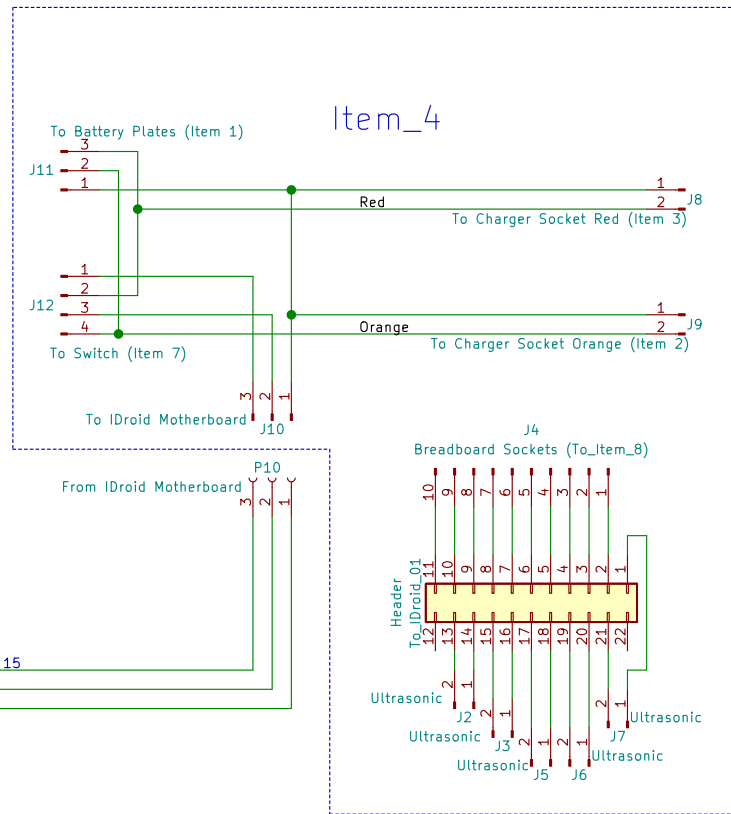 Item_4
To Battery Plates (Item 1)
3
J11
2
1
1
J8
Red
2
To Charger Socket Red (Item 3)
1
J12
2
3
1
J9
4
Orange
2
To Switch (Item 7)
To Charger Socket Orange (Item 2)
3 2 1
To IDroid Motherboard
J10
J4
Breadboard Sockets (To_Item_8)
P10
From IDroid Motherboard
3 2 1
10 9 8 7 6 5 4 3 2 1
11 10 9 8 7 6 5 4 3 2 1
Header
To_IDroid_01
12 13 14 15 16 17 18 19 20 21 22
15
2 1
Ultrasonic
J2
2 1
Ultrasonic
J3
2 1
Ultrasonic
J5
2 1
Ultrasonic
J6
2 1
Ultrasonic
J7